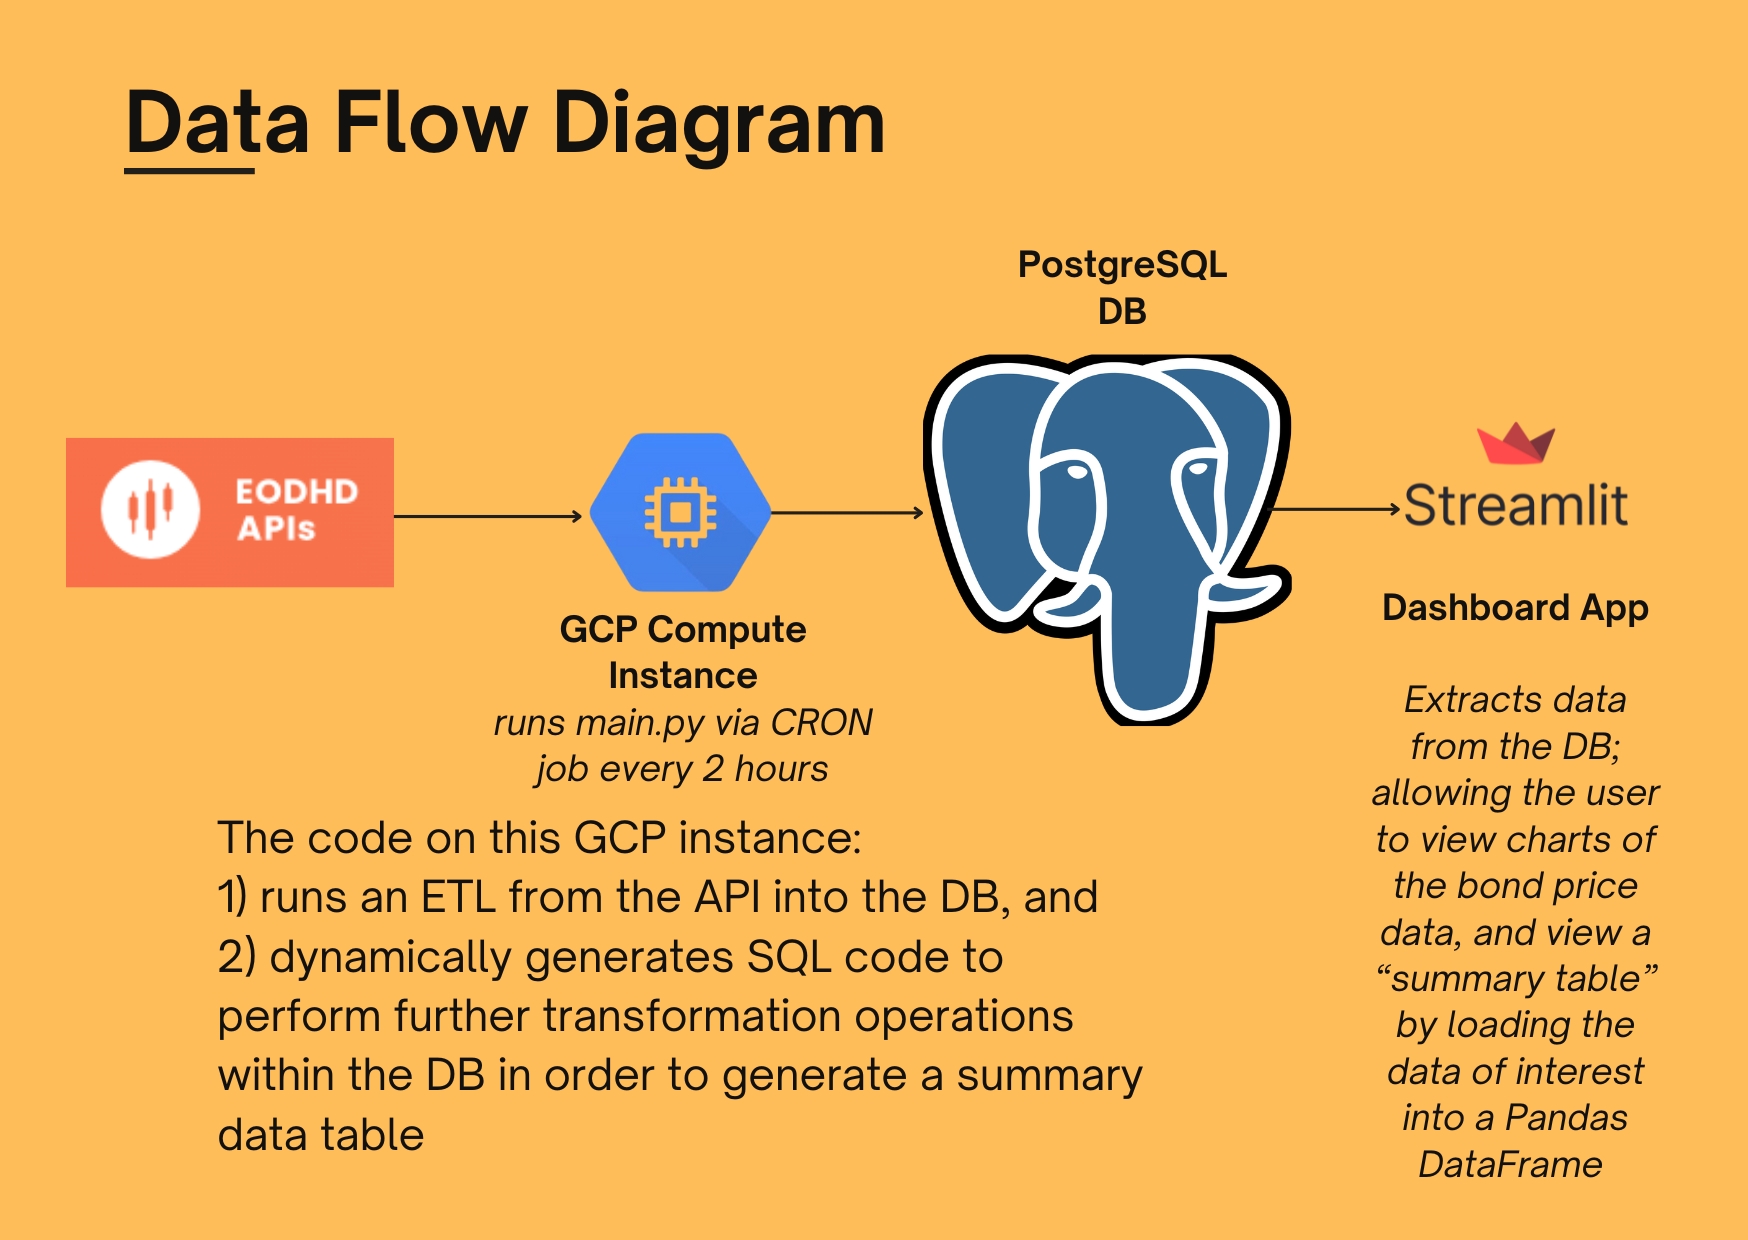 Data Flow Diagram
PostgreSQL
DB
EODHD
APIs
Streamlit
GCP Compute
Instance
runs main.py via CRON
job every 2 hours
The code on this GCP instance:
1) runs an ETL from the API into the DB, and
2) dynamically generates SQL code to
perform further transformation operations
within the DB in order to generate a summary
data table
Dashboard App
Extracts data
from the DB;
allowing the user
to view charts of
the bond price
data, and view a
“summary table”
by loading the
data of interest
into a Pandas
DataFrame